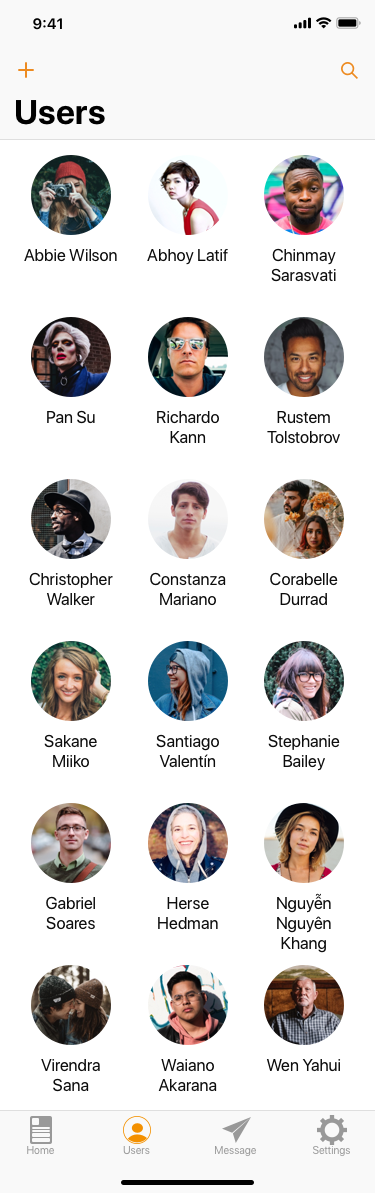 9:41
Users
Abbie Wilson
Abhoy Latif
Chinmay
Sarasvati
Pan Su
Richardo
Kann
Rustem
Tolstobrov
Christopher
Walker
Constanza
Mariano
Corabelle
Durrad
Sakane
Miiko
Santiago
Valentín
Stephanie
Bailey
Gabriel
Soares
Herse
Hedman
Nguyễn
Nguyên
Khang
Virendra
Sana
Waiano
Akarana
Wen Yahui
Home
Users
Message
Settings